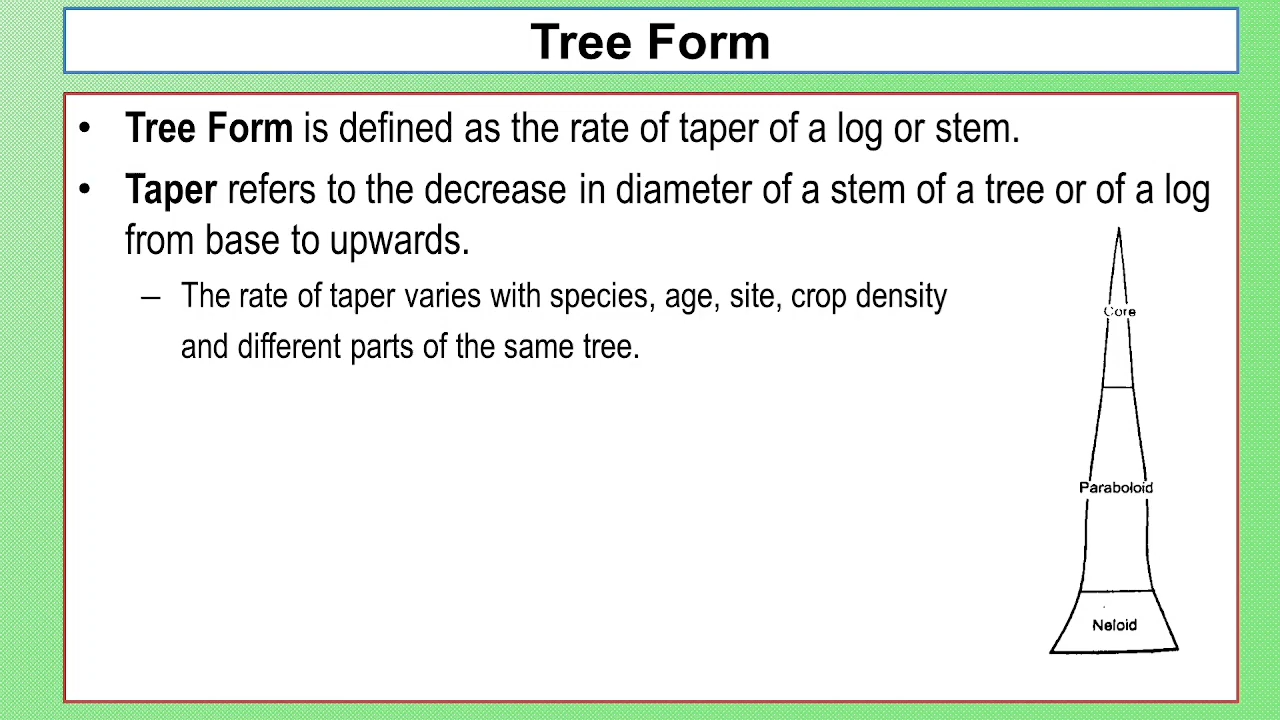 Tree Form
• Tree Form is defined as the rate of taper of a log or stem.
• Taper refers to the decrease in diameter of a stem of a tree or of a log
from base to upwards.
– The rate of taper varies with species, age, site, crop density
and different parts of the same tree.
Core
Paraboloid
Neloid